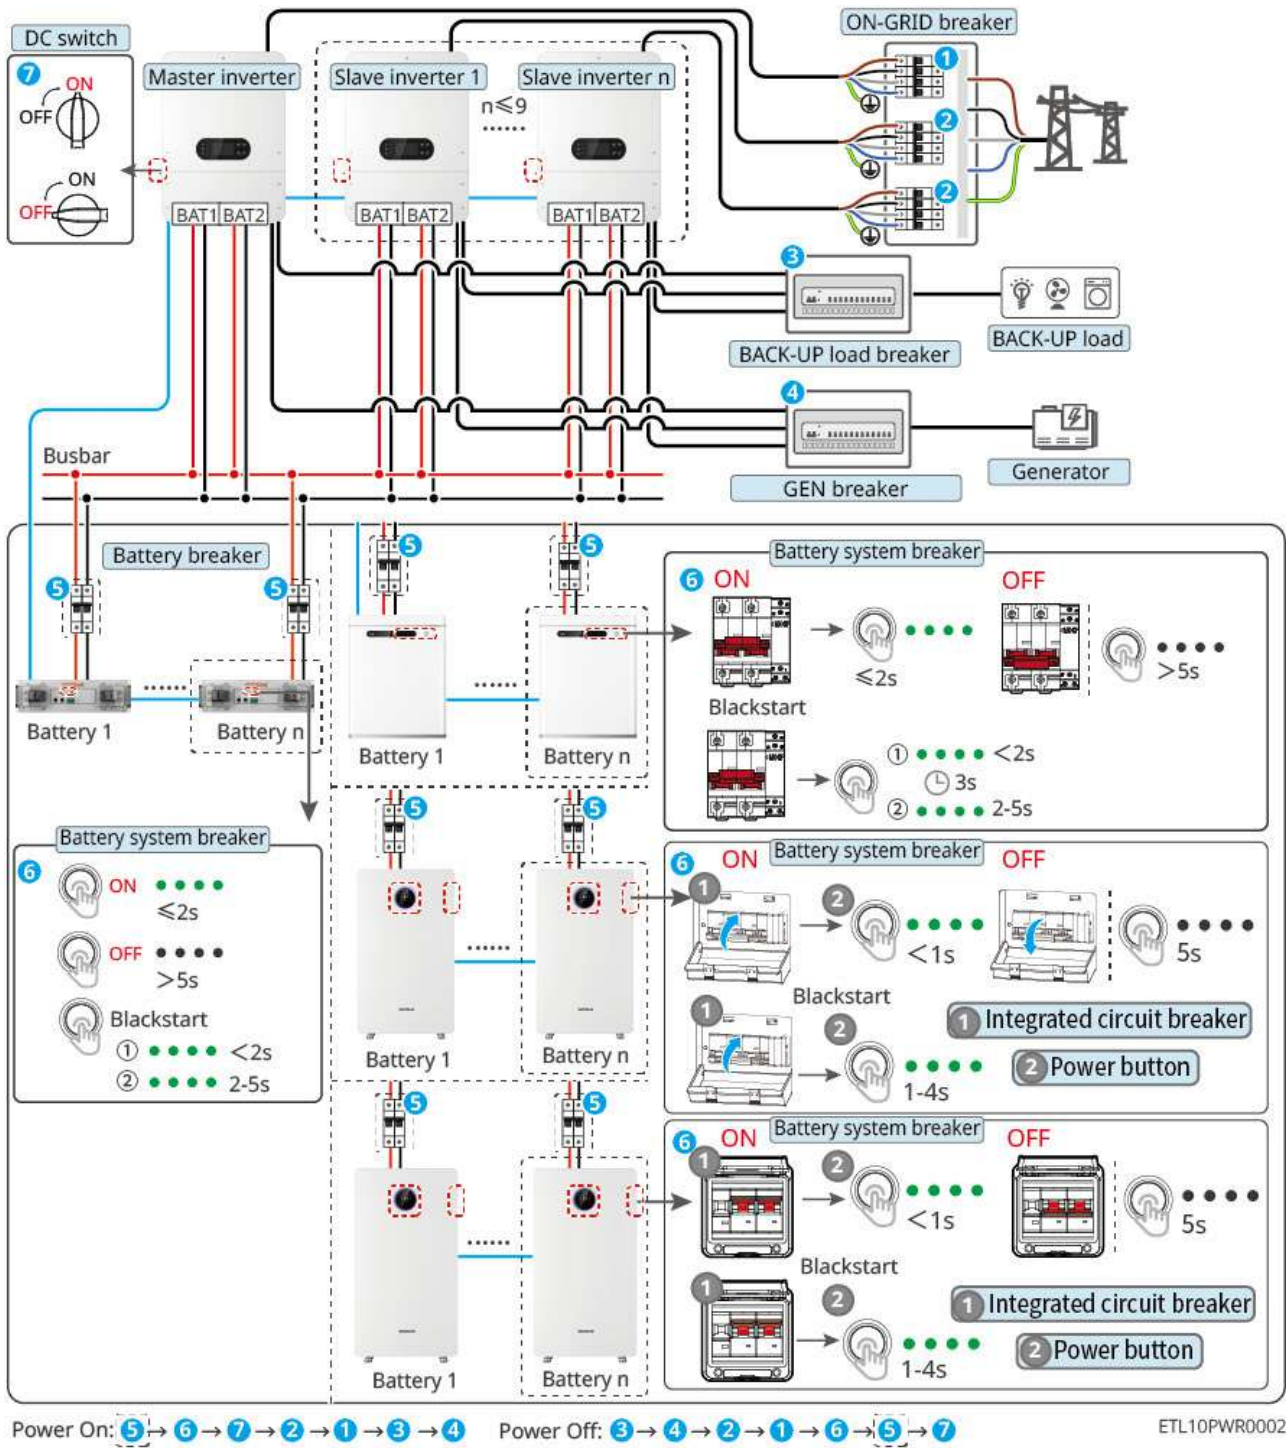 DC switch
7
ON
OFF
ON
OFF
Master inverter
Slave inverter 1
Slave inverter n
n≤9
......
BAT1 BAT2
BAT1 BAT2
BAT1 BAT2
ON-GRID breaker
1
2
2
3
BACK-UP load breaker
BACK-UP load
4
GEN breaker
Generator
Busbar
Battery breaker
5
5
......
Battery 1
Battery n
Battery system breaker
6
ON
≤2s
OFF
>5s
Blackstart
① <2s
② 2-5s
5
5
......
Battery 1
Battery n
Battery system breaker
6 ON
OFF
≤2s
>5s
Blackstart
① <2s
3s
② 2-5s
5
5
......
Battery 1
Battery n
Battery system breaker
6 ON
OFF
1
2
<1s
5s
Blackstart
1
2
1-4s
1 Integrated circuit breaker
2 Power button
5
5
......
Battery 1
Battery n
Battery system breaker
6 ON
OFF
1
2
<1s
5s
Blackstart
1
2
1-4s
1 Integrated circuit breaker
2 Power button
Power On: 5 → 6 → 7 → 2 → 1 → 3 → 4
Power Off: 3 → 4 → 2 → 1 → 6 → 5 → 7
ETL10PWR0002